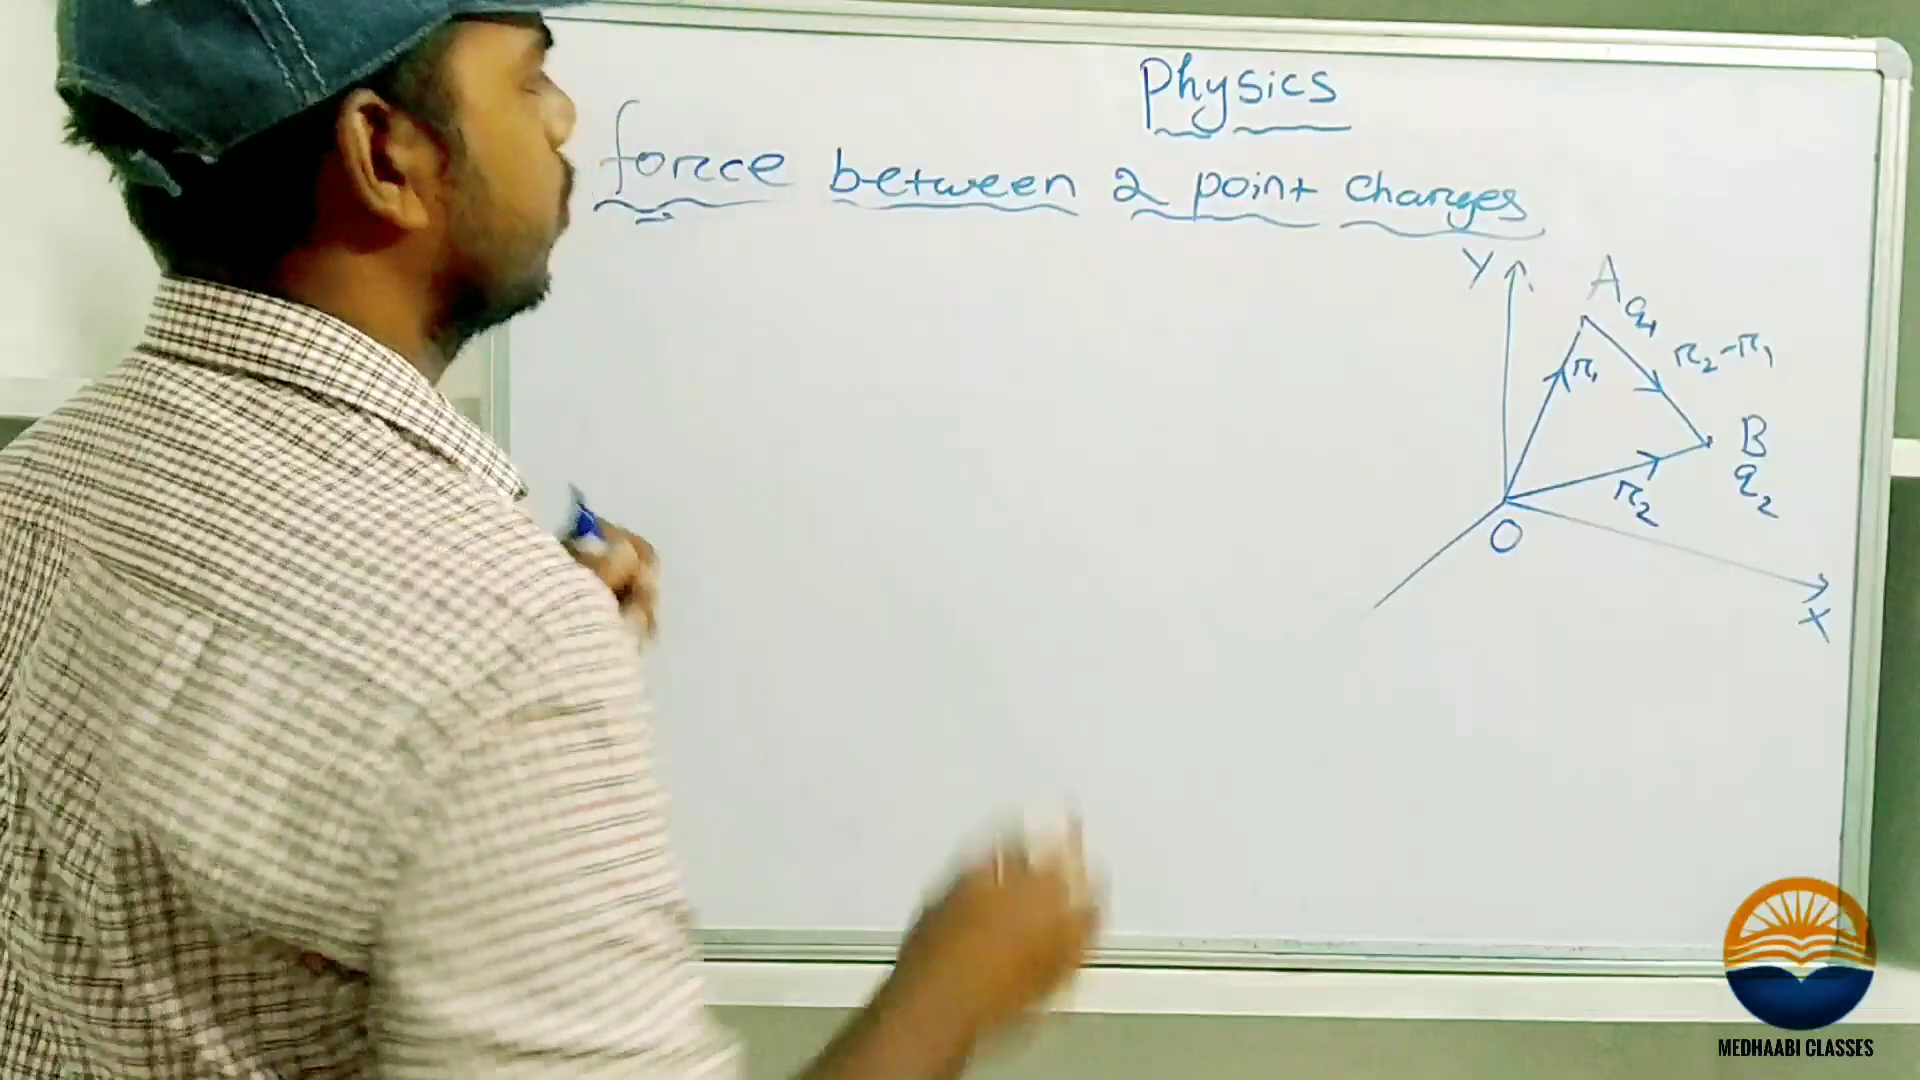 Physics
force between 2 point charges
Y
A
q1
r1
r2-r1
B
q2
r2
O
X
MEDHAABI CLASSES